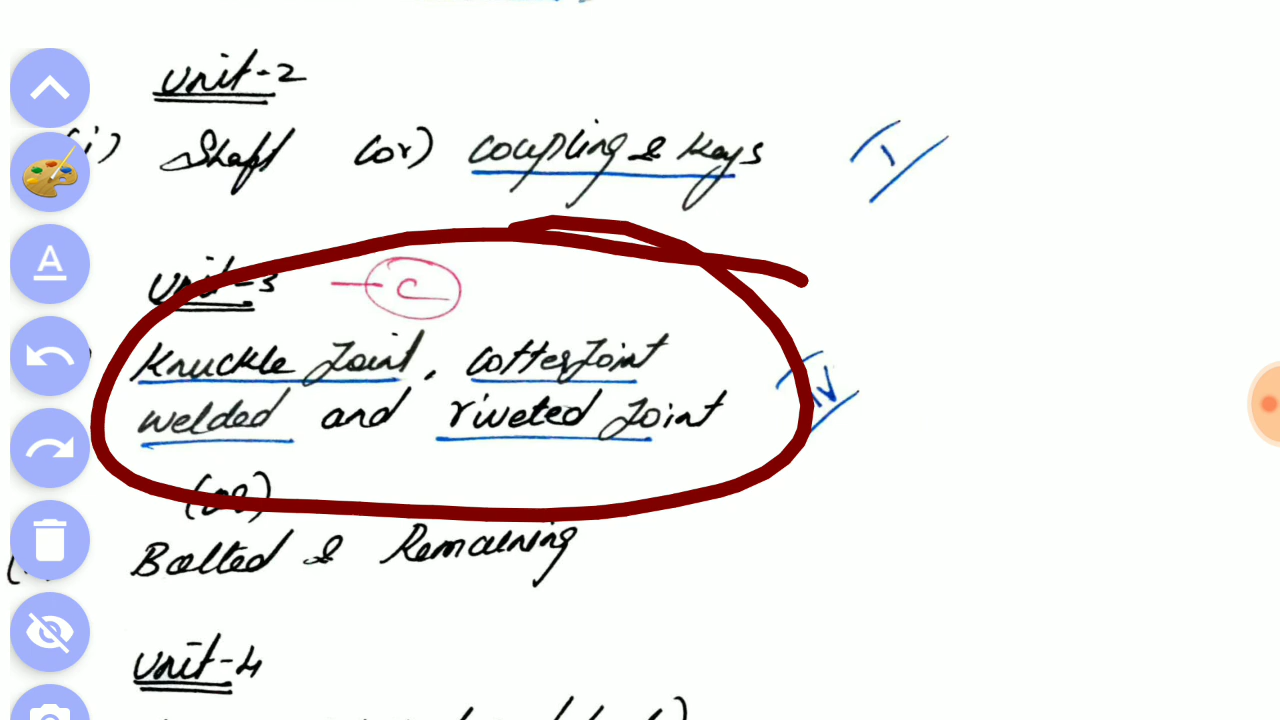 Unit-2
(i) Shaft (or) coupling & Keys I
Unit-3 - C
Knuckle Joint, Cotter Joint IV
welded and riveted Joint
(OR)
Bolted & Remaining
Unit-4